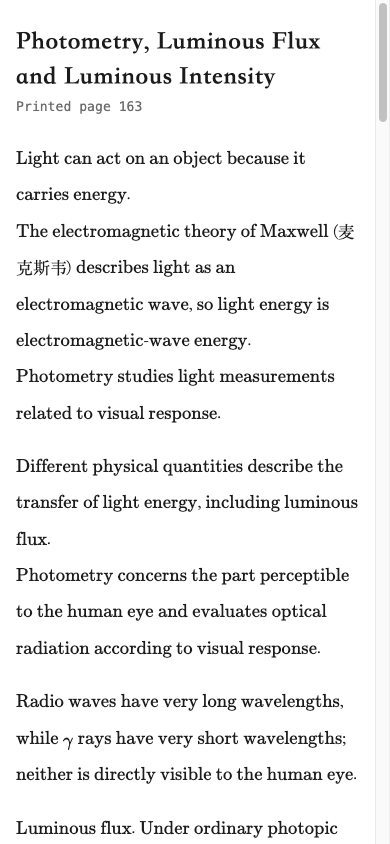 Photometry, Luminous Flux
and Luminous Intensity
Printed page 163
Light can act on an object because it
carries energy.
The electromagnetic theory of Maxwell (麦
克斯韦) describes light as an
electromagnetic wave, so light energy is
electromagnetic-wave energy.
Photometry studies light measurements
related to visual response.
Different physical quantities describe the
transfer of light energy, including luminous
flux.
Photometry concerns the part perceptible
to the human eye and evaluates optical
radiation according to visual response.
Radio waves have very long wavelengths,
while γ rays have very short wavelengths;
neither is directly visible to the human eye.
Luminous flux. Under ordinary photopic